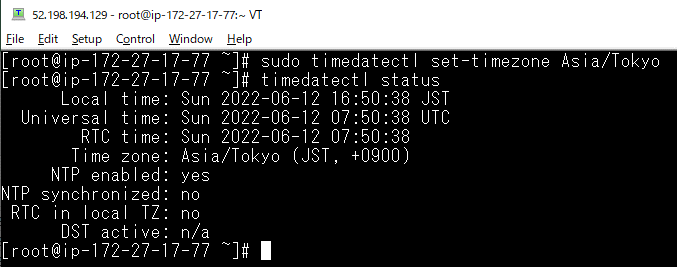 52.198.194.129 - root@ip-172-27-17-77:~ VT
File Edit Setup Control Window Help
[root@ip-172-27-17-77 ~]# sudo timedatectl set-timezone Asia/Tokyo
[root@ip-172-27-17-77 ~]# timedatectl status
Local time: Sun 2022-06-12 16:50:38 JST
Universal time: Sun 2022-06-12 07:50:38 UTC
RTC time: Sun 2022-06-12 07:50:38
Time zone: Asia/Tokyo (JST, +0900)
NTP enabled: yes
NTP synchronized: no
RTC in local TZ: no
DST active: n/a
[root@ip-172-27-17-77 ~]#